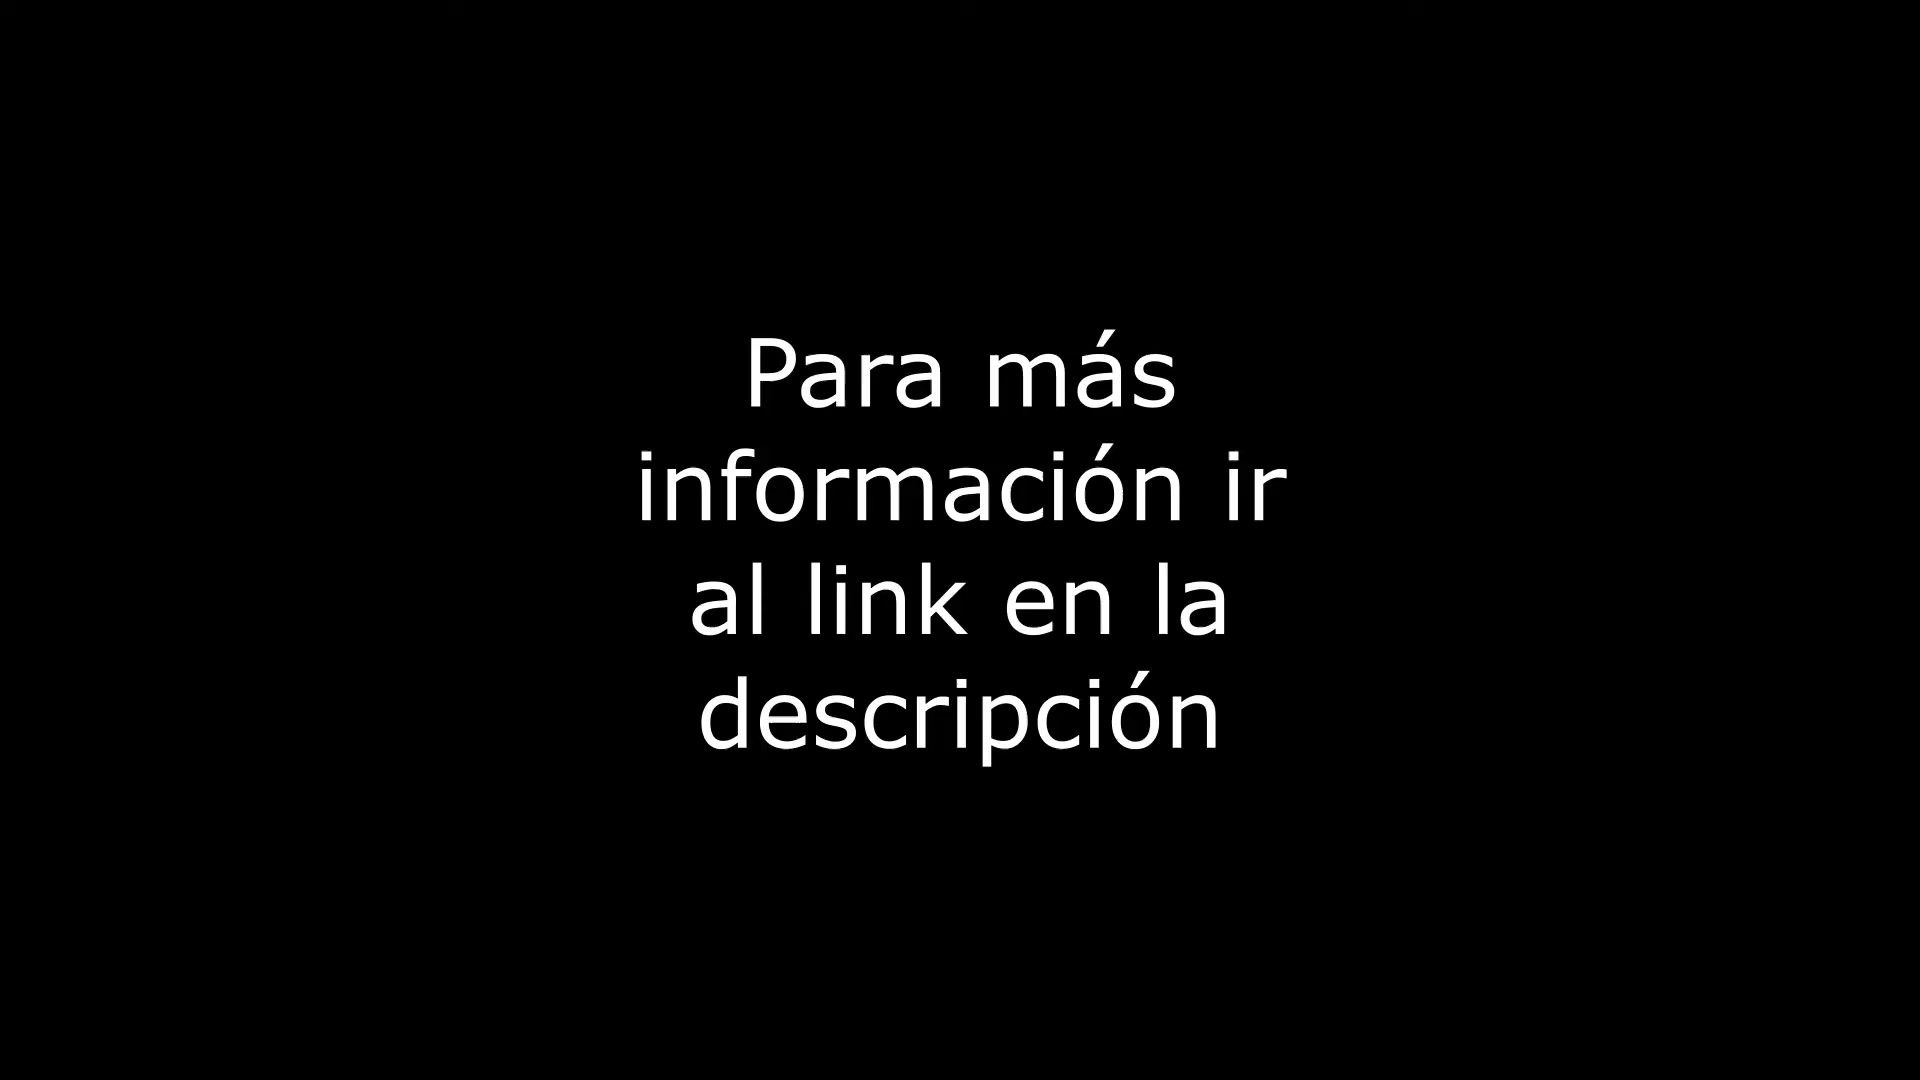 Para más
información ir
al link en la
descripción